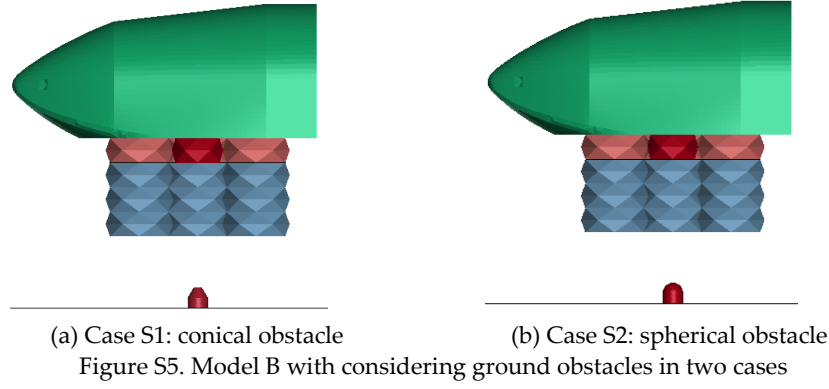 (a) Case S1: conical obstacle
(b) Case S2: spherical obstacle
Figure S5. Model B with considering ground obstacles in two cases